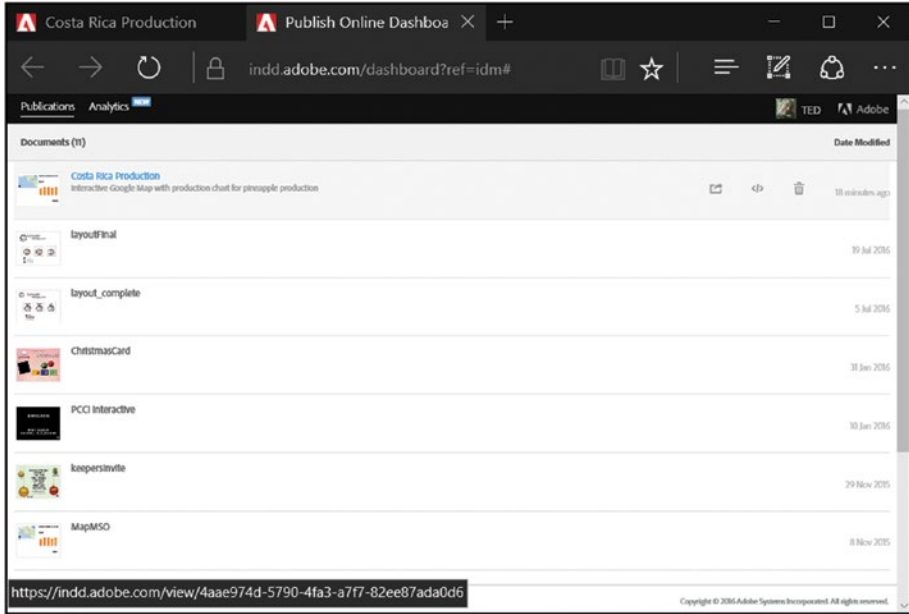 Costa Rica Production
Publish Online Dashboa
indd.adobe.com/dashboard?ref=idm#
Publications Analytics NEW
TED Adobe
Documents (11) Date Modified
Costa Rica Production
Interactive Google Map with production chart for pineapple production
18 minutes ago
layoutFinal
19 Jul 2016
layout_complete
5 Jul 2016
ChristmasCard
31 Jan 2016
PCCI Interactive
10 Jan 2016
keepersInvite
29 Nov 2015
MapMSO
8 Nov 2015
https://indd.adobe.com/view/4aae974d-5790-4fa3-a7f7-82ee87ada0d6
Copyright © 2016 Adobe Systems Incorporated. All rights reserved.